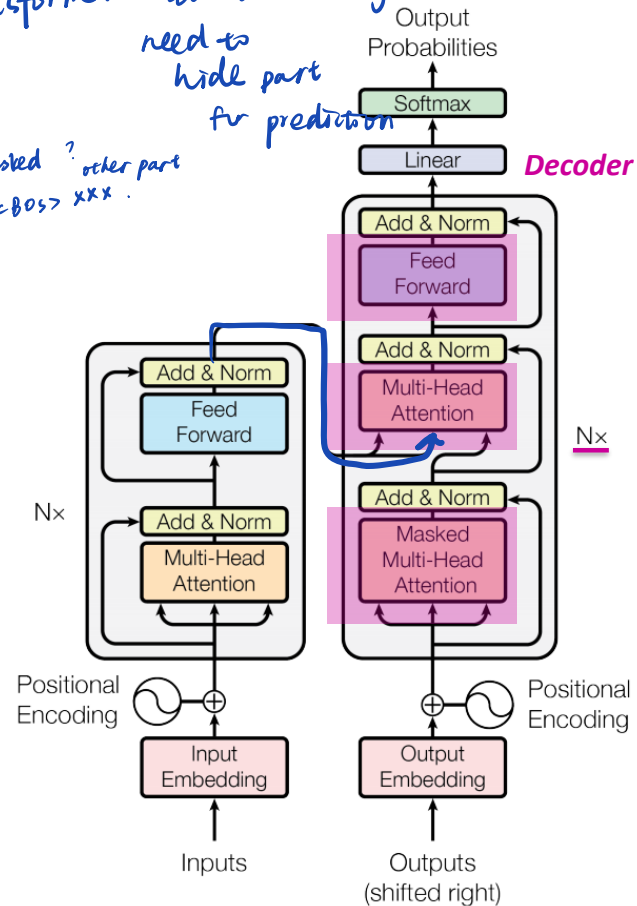 need to
hide part
for prediction
? other part
<BOS> xxx .
Output
Probabilities
Softmax
Linear
Decoder
Add & Norm
Feed
Forward
Add & Norm
Multi-Head
Attention
Add & Norm
Masked
Multi-Head
Attention
Nx
Add & Norm
Feed
Forward
Add & Norm
Multi-Head
Attention
Nx
Positional
Encoding
Positional
Encoding
Input
Embedding
Output
Embedding
Inputs
Outputs
(shifted right)